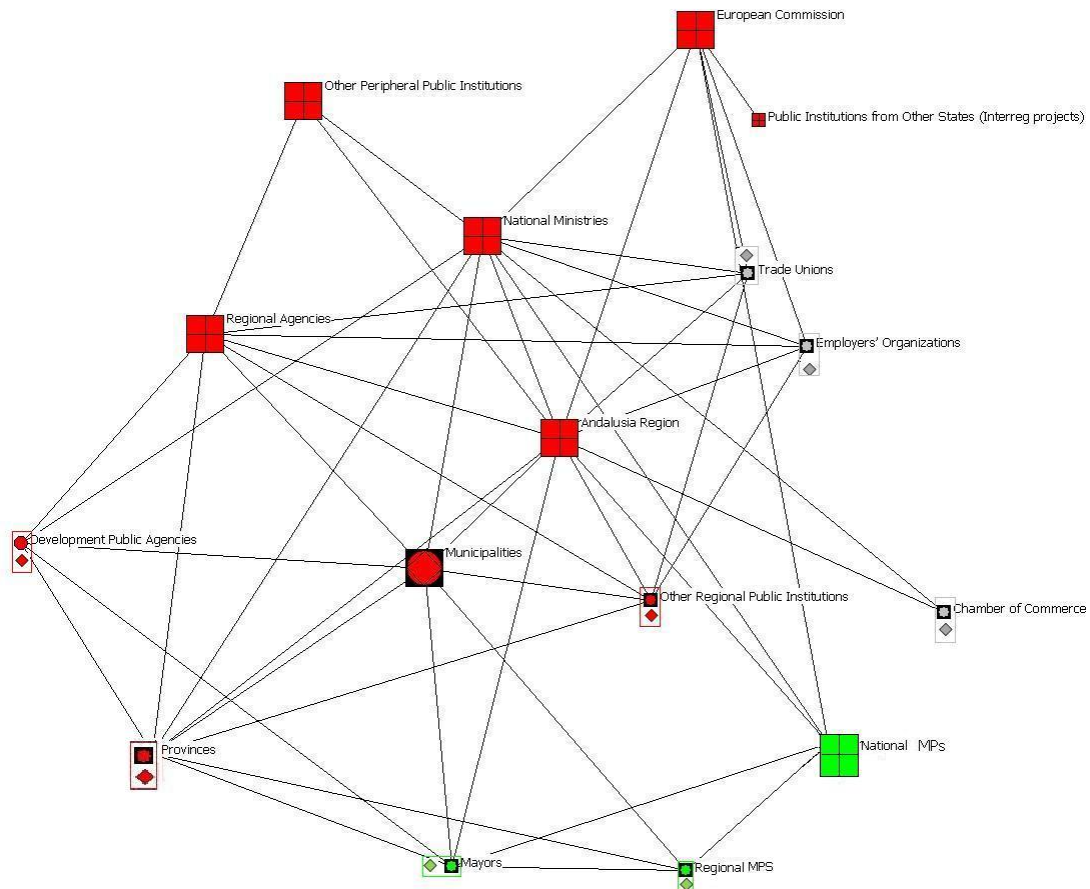 European Commission
Other Peripheral Public Institutions
Public Institutions from Other States (Interreg projects)
National Ministries
Trade Unions
Regional Agencies
Employers' Organizations
Andalusia Region
Development Public Agencies
Municipalities
Other Regional Public Institutions
Chamber of Commerce
Provinces
National MPs
Mayors
Regional MPS